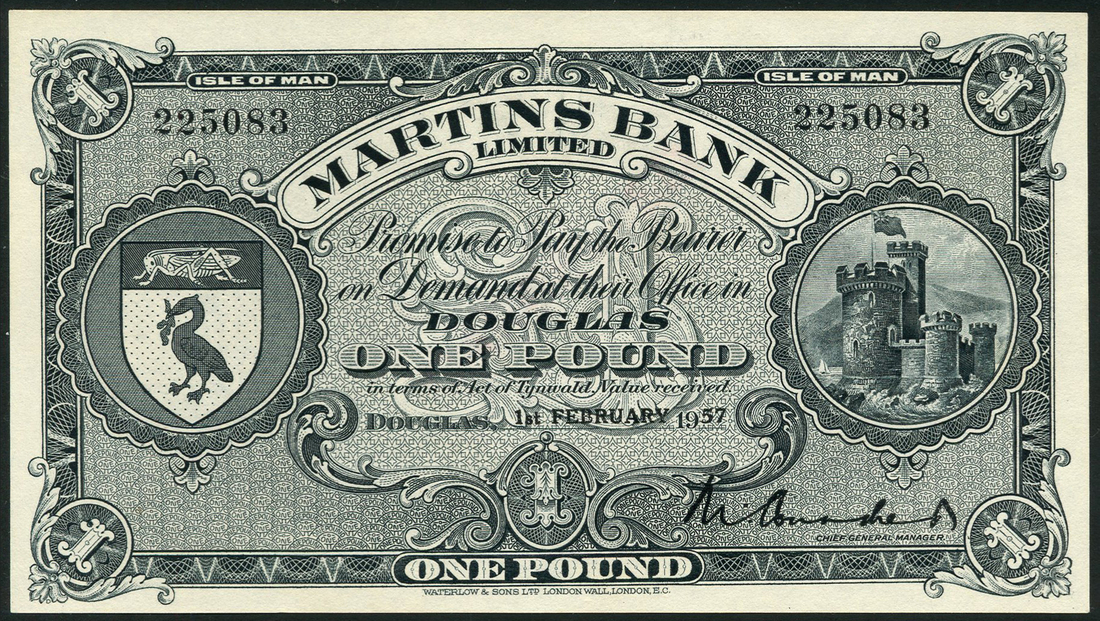 ISLE OF MAN ISLE OF MAN
225083 225083
MARTINS BANK
LIMITED
Promise to Pay the Bearer
on Demand at their Office in
DOUGLAS
ONE POUND
in terms of Act of Tynwald. Value received.
DOUGLAS, 1st FEBRUARY 1957
1
CHIEF GENERAL MANAGER.
ONE POUND
WATERLOW & SONS LTD LONDON WALL, LONDON, E.C.